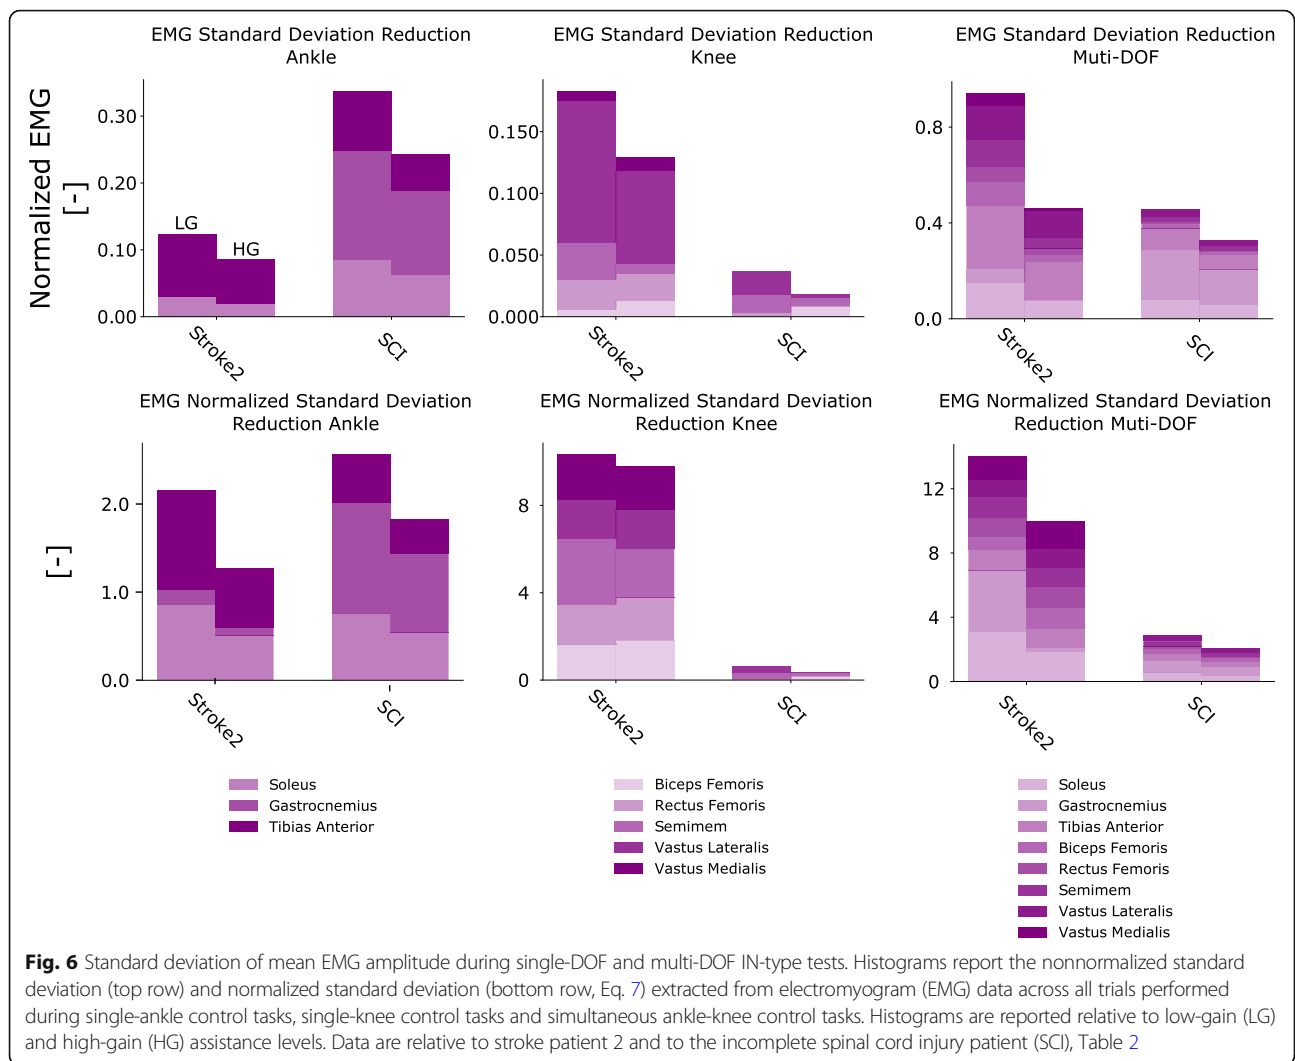 EMG Standard Deviation Reduction
Ankle
EMG Standard Deviation Reduction
Knee
EMG Standard Deviation Reduction
Muti-DOF
Normalized EMG
[-]
0.30
0.20
0.10
0.00
LG
HG
Stroke2
SCI
0.150
0.100
0.050
0.000
Stroke2
SCI
0.8
0.4
0.0
Stroke2
SCI
EMG Normalized Standard Deviation
Reduction Ankle
EMG Normalized Standard Deviation
Reduction Knee
EMG Normalized Standard Deviation
Reduction Muti-DOF
[-]
2.0
1.0
0.0
Stroke2
SCI
8
4
0
Stroke2
SCI
12
8
4
0
Stroke2
SCI
Soleus
Gastrocnemius
Tibias Anterior
Biceps Femoris
Rectus Femoris
Semimem
Vastus Lateralis
Vastus Medialis
Soleus
Gastrocnemius
Tibias Anterior
Biceps Femoris
Rectus Femoris
Semimem
Vastus Lateralis
Vastus Medialis
Fig. 6 Standard deviation of mean EMG amplitude during single-DOF and multi-DOF IN-type tests. Histograms report the nonnormalized standard
deviation (top row) and normalized standard deviation (bottom row, Eq. 7) extracted from electromyogram (EMG) data across all trials performed
during single-ankle control tasks, single-knee control tasks and simultaneous ankle-knee control tasks. Histograms are reported relative to low-gain (LG)
and high-gain (HG) assistance levels. Data are relative to stroke patient 2 and to the incomplete spinal cord injury patient (SCI), Table 2